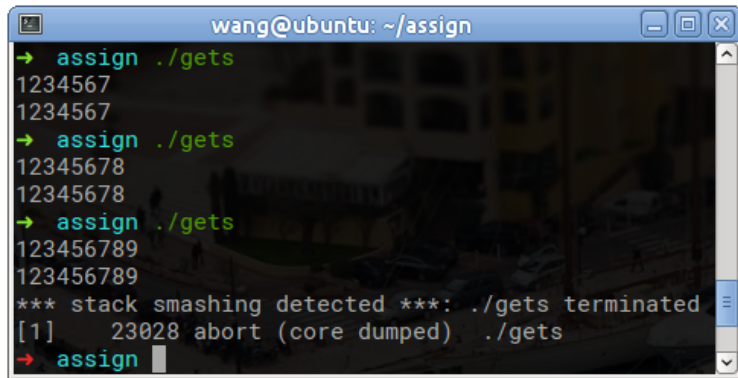 wang@ubuntu: ~/assign
→ assign ./gets
1234567
1234567
→ assign ./gets
12345678
12345678
→ assign ./gets
123456789
123456789
*** stack smashing detected ***: ./gets terminated
[1]    23028 abort (core dumped)  ./gets
→ assign